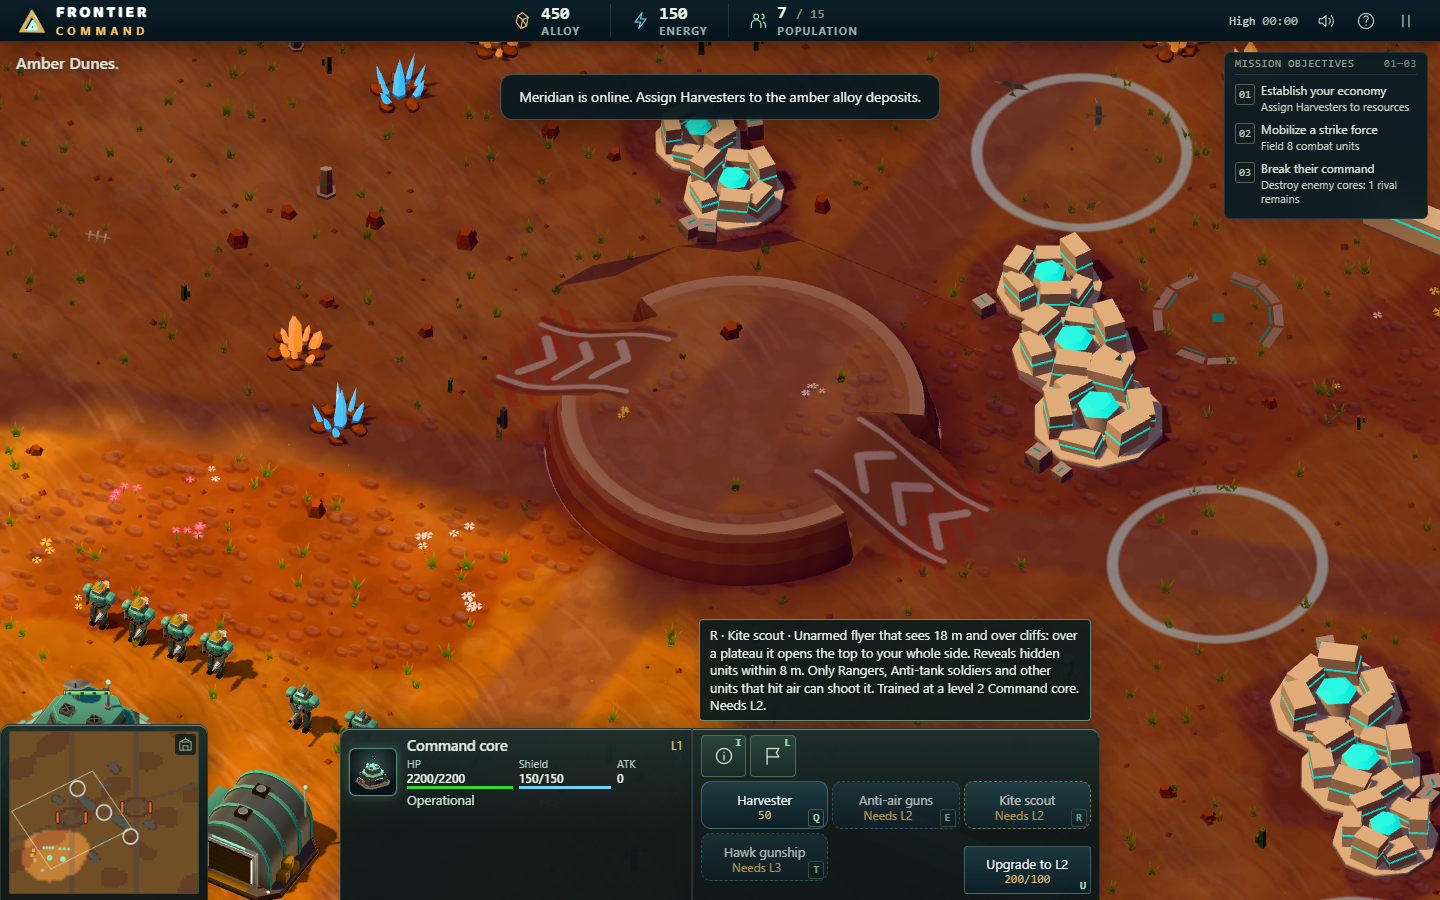 FRONTIER
COMMAND
450
ALLOY
150
ENERGY
7 / 15
POPULATION
High 00:00
Amber Dunes.
Meridian is online. Assign Harvesters to the amber alloy deposits.
MISSION OBJECTIVES 01—03
01 Establish your economy
Assign Harvesters to resources
02 Mobilize a strike force
Field 8 combat units
03 Break their command
Destroy enemy cores: 1 rival
remains
R · Kite scout · Unarmed flyer that sees 18 m and over cliffs: over
a plateau it opens the top to your whole side. Reveals hidden
units within 8 m. Only Rangers, Anti-tank soldiers and other
units that hit air can shoot it. Trained at a level 2 Command core.
Needs L2.
Command core L1
HP Shield ATK
2200/2200 150/150 0
Operational
I L
Harvester
50 Q
Anti-air guns
Needs L2 E
Kite scout
Needs L2 R
Hawk gunship
Needs L3 T
Upgrade to L2
200/100 U